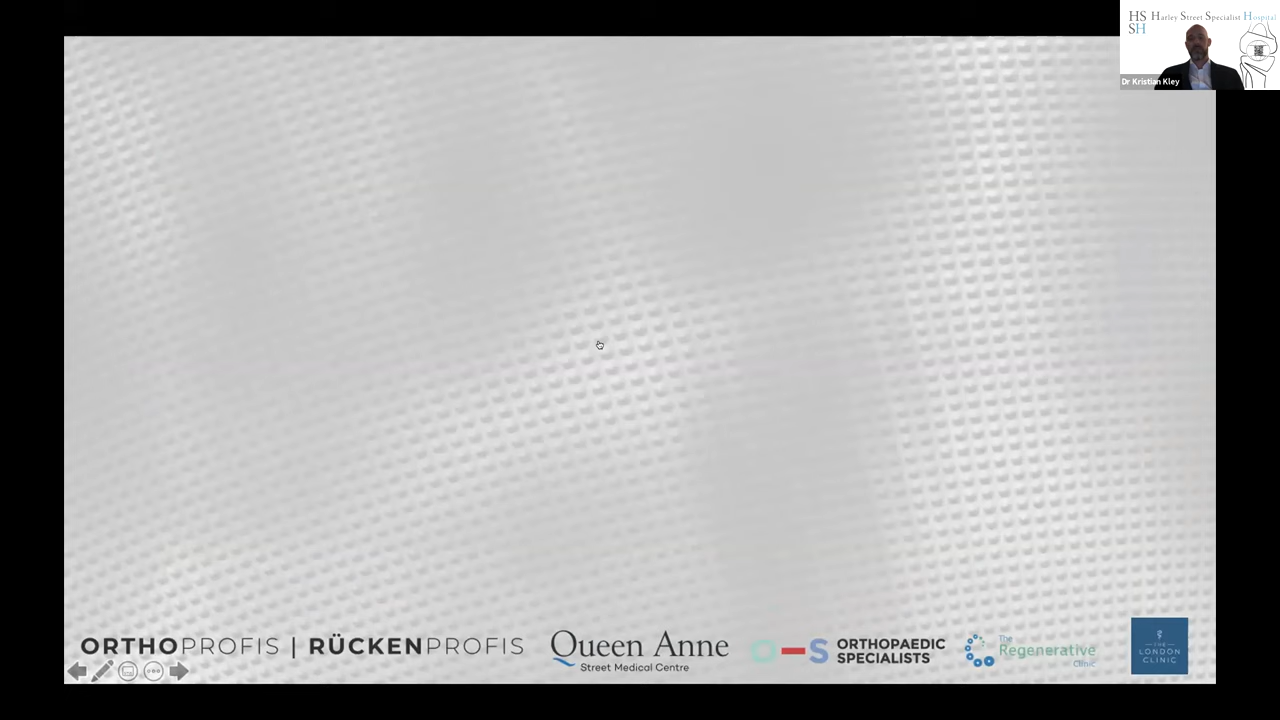 HS Harley Street Specialist Hospital
SH
Dr Kristian Kley
ORTHOPROFIS | RÜCKENPROFIS
Queen Anne
Street Medical Centre
O-S ORTHOPAEDIC
SPECIALISTS
The
Regenerative
Clinic
THE
LONDON
CLINIC